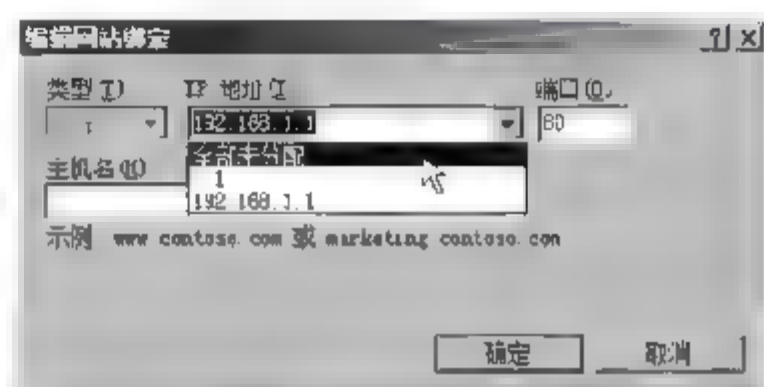 编辑网站绑定
类型(T) IP 地址(I 端口(O)
192.168.1.1 80
全部未分配
主机名(H)
1
192 168.1.1
示例 www contoso. com 或 marketing contoso. com
确定 取消